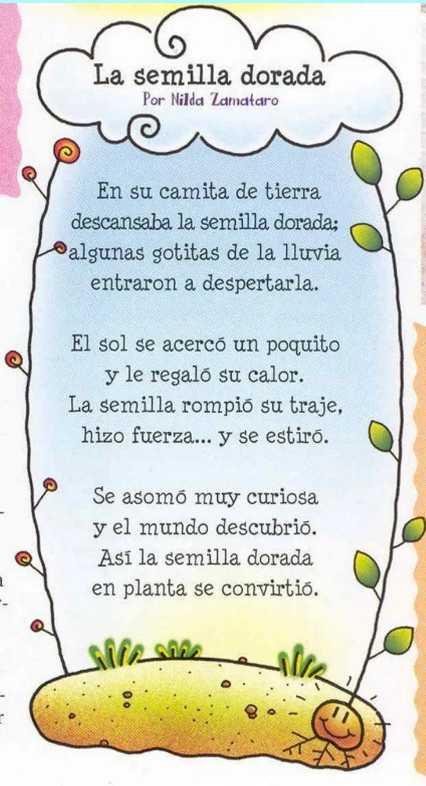 La semilla dorada
Por Nilda Zamataro
En su camita de tierra
descansaba la semilla dorada;
algunas gotitas de la lluvia
entraron a despertarla.
El sol se acercó un poquito
y le regaló su calor.
La semilla rompió su traje,
hizo fuerza... y se estiró.
Se asomó muy curiosa
y el mundo descubrió.
Así la semilla dorada
en planta se convirtió.